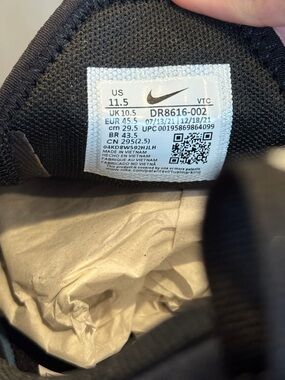 US
11.5 VTC
UK 10.5 DR8616-002
EUR 45.5 07/13/21 12/18/21
cm 29.5 UPC 00195869864099
BR 43.5
CN 295(2.5)
MADE IN VIETNAM
HECHO EN VIETNAM
FABRIQUÉ AU VIETNAM
FABRICADO NO VIETNAM